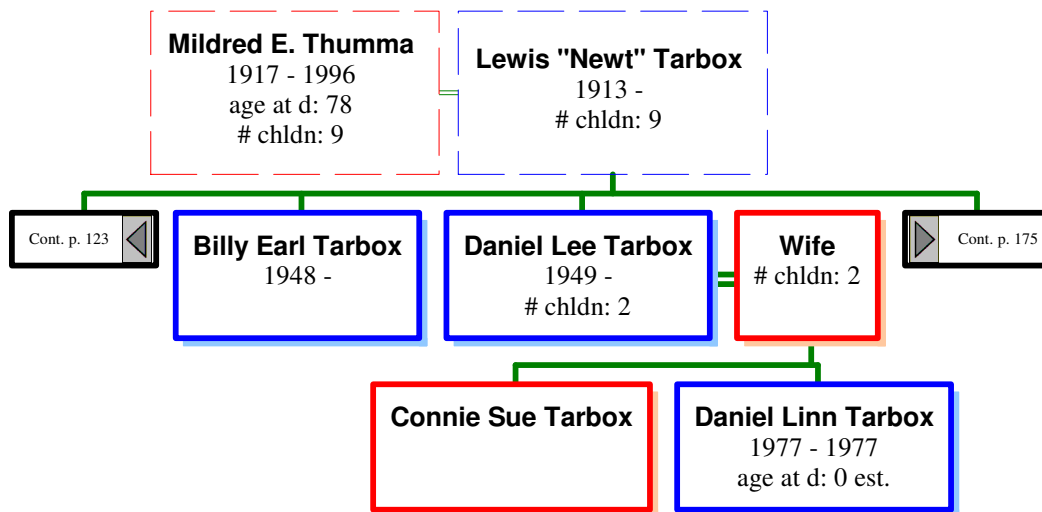 Mildred E. Thumma
1917 - 1996
age at d: 78
# chldn: 9
Lewis "Newt" Tarbox
1913 -
# chldn: 9
Cont. p. 123
Billy Earl Tarbox
1948 -
Daniel Lee Tarbox
1949 -
# chldn: 2
Wife
# chldn: 2
Cont. p. 175
Connie Sue Tarbox
Daniel Linn Tarbox
1977 - 1977
age at d: 0 est.